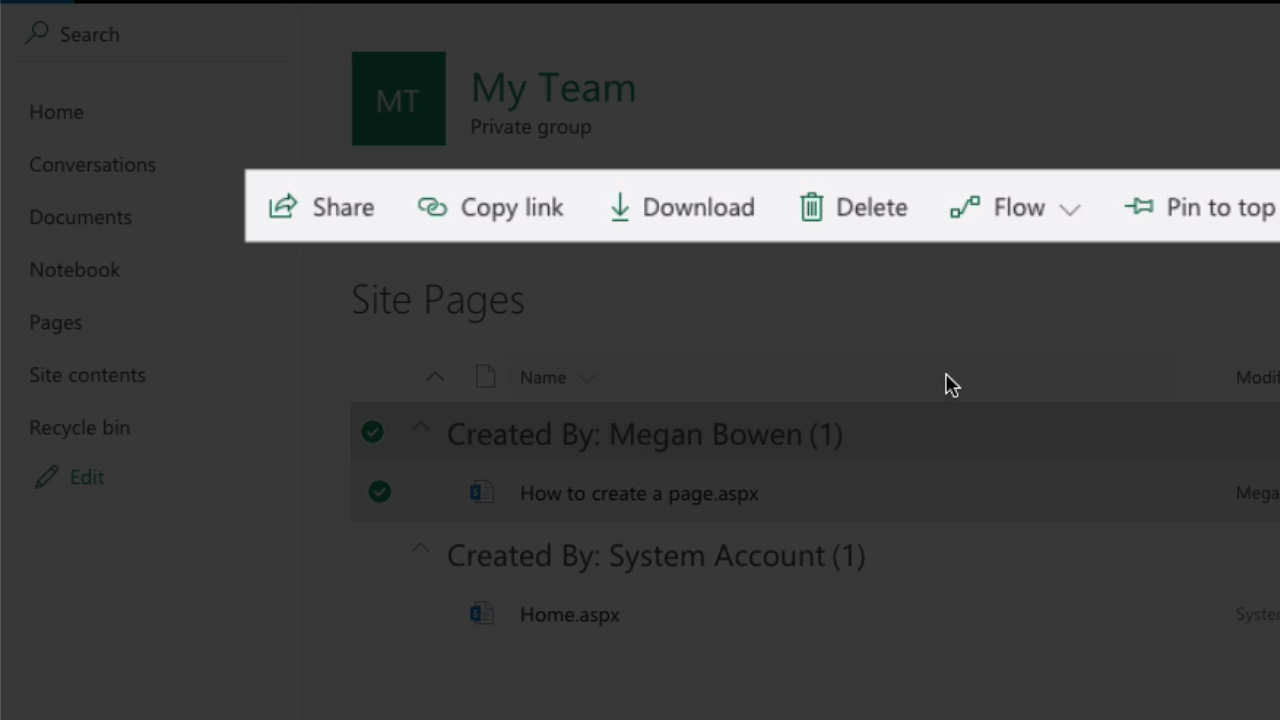 Search
Home
Conversations
Documents
Notebook
Pages
Site contents
Recycle bin
Edit
MT
My Team
Private group
Share Copy link Download Delete Flow Pin to top
Site Pages
Name
Created By: Megan Bowen (1)
How to create a page.aspx
Created By: System Account (1)
Home.aspx